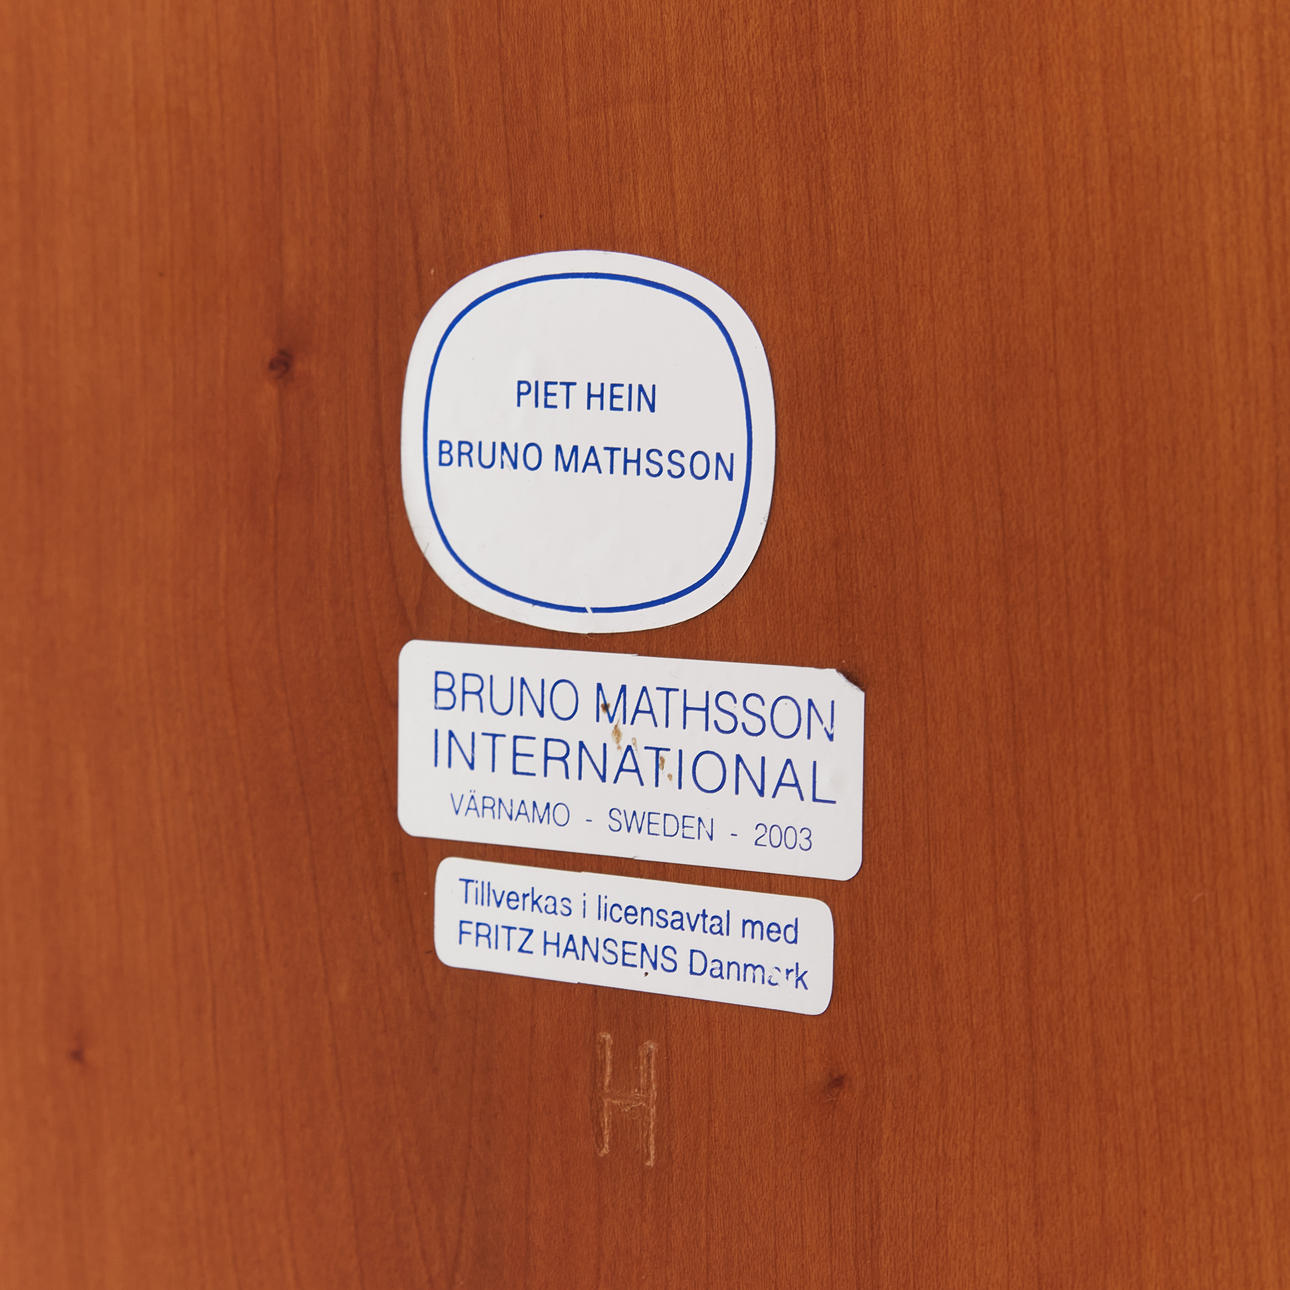 PIET HEIN
BRUNO MATHSSON
BRUNO MATHSSON
INTERNATIONAL
VÄRNAMO - SWEDEN - 2003
Tillverkas i licensavtal med
FRITZ HANSENS Danmark
H